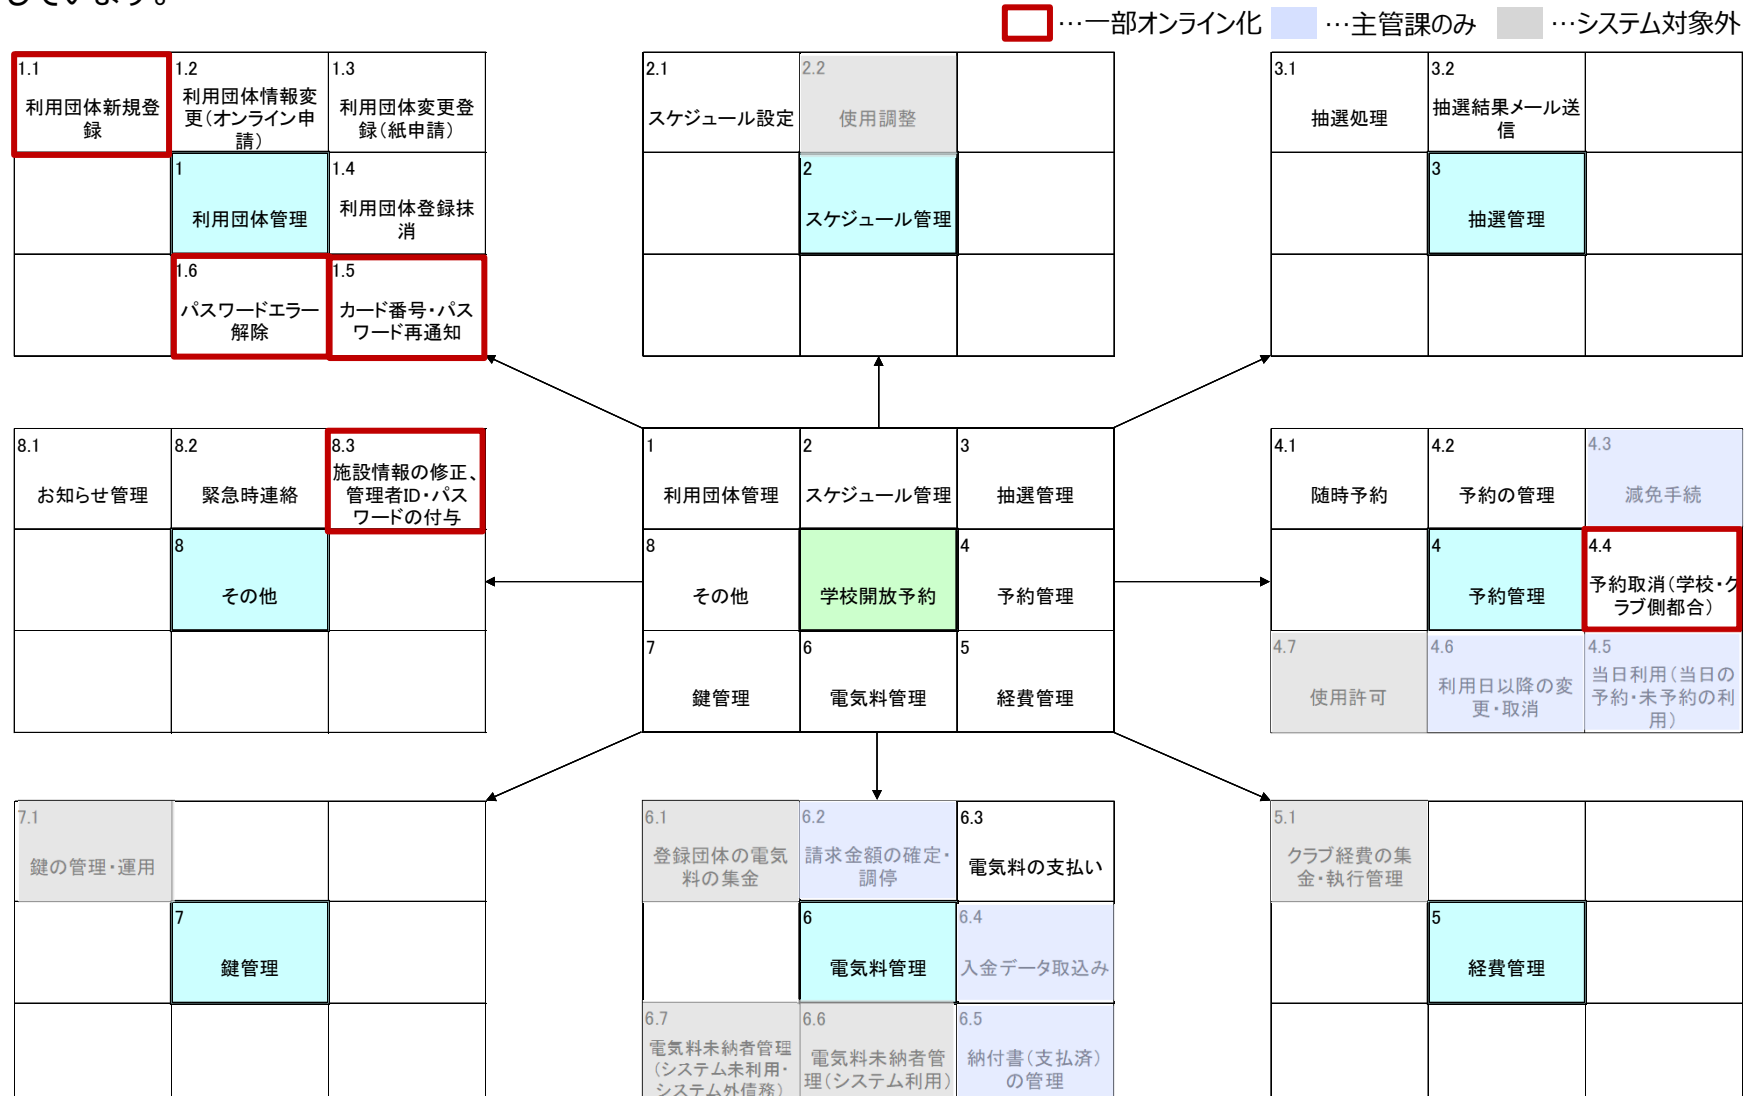 しています。
…一部オンライン化
…主管課のみ
…システム対象外
1.1
利用団体新規登
録
1.2
利用団体情報変
更（オンライン申
請）
1.3
利用団体変更登
録（紙申請）
1
利用団体管理
1.4
利用団体登録抹
消
1.6
パスワードエラー
解除
1.5
カード番号・パス
ワード再通知
2.1
スケジュール設定
2.2
使用調整
2
スケジュール管理
3.1
抽選処理
3.2
抽選結果メール送
信
3
抽選管理
8.1
お知らせ管理
8.2
緊急時連絡
8.3
施設情報の修正、
管理者ID・パス
ワードの付与
8
その他
1
利用団体管理
2
スケジュール管理
3
抽選管理
8
その他
学校開放予約
4
予約管理
7
鍵管理
6
電気料管理
5
経費管理
4.1
随時予約
4.2
予約の管理
4.3
減免手続
4
予約管理
4.4
予約取消（学校・ク
ラブ側都合）
4.7
使用許可
4.6
利用日以降の変
更・取消
4.5
当日利用（当日の
予約・未予約の利
用）
7.1
鍵の管理・運用
7
鍵管理
6.1
登録団体の電気
料の集金
6.2
請求金額の確定・
調停
6.3
電気料の支払い
6
電気料管理
6.4
入金データ取込み
6.7
電気料未納者管理
（システム未利用・
システム外債務）
6.6
電気料未納者管
理（システム利用）
6.5
納付書（支払済）
の管理
5.1
クラブ経費の集
金・執行管理
5
経費管理